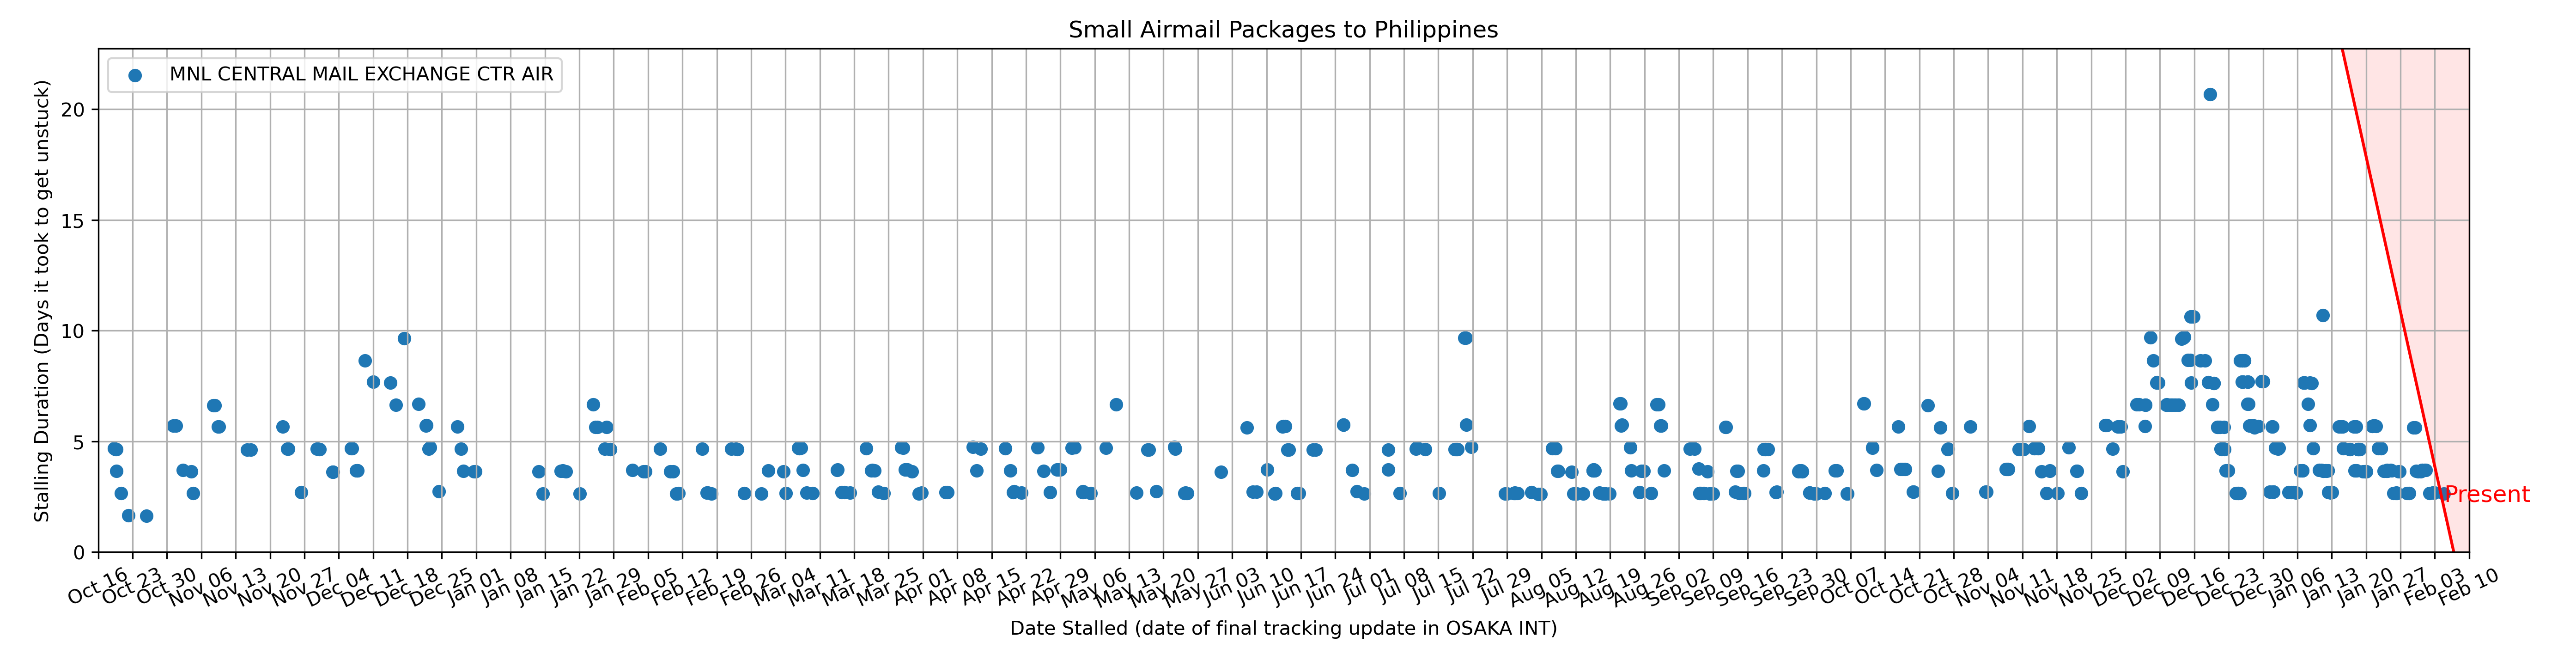 Small Airmail Packages to Philippines
MNL CENTRAL MAIL EXCHANGE CTR AIR
Stalling Duration (Days it took to get unstuck)
20
15
10
5
0
Present
Oct 16
Oct 23
Oct 30
Nov 06
Nov 13
Nov 20
Nov 27
Dec 04
Dec 11
Dec 18
Dec 25
Jan 01
Jan 08
Jan 15
Jan 22
Jan 29
Feb 05
Feb 12
Feb 19
Feb 26
Mar 04
Mar 11
Mar 18
Mar 25
Apr 01
Apr 08
Apr 15
Apr 22
Apr 29
May 06
May 13
May 20
May 27
Jun 03
Jun 10
Jun 17
Jun 24
Jul 01
Jul 08
Jul 15
Jul 22
Jul 29
Aug 05
Aug 12
Aug 19
Aug 26
Sep 02
Sep 09
Sep 16
Sep 23
Sep 30
Oct 07
Oct 14
Oct 21
Oct 28
Nov 04
Nov 11
Nov 18
Nov 25
Dec 02
Dec 09
Dec 16
Dec 23
Dec 30
Jan 06
Jan 13
Jan 20
Jan 27
Feb 03
Feb 10
Date Stalled (date of final tracking update in OSAKA INT)